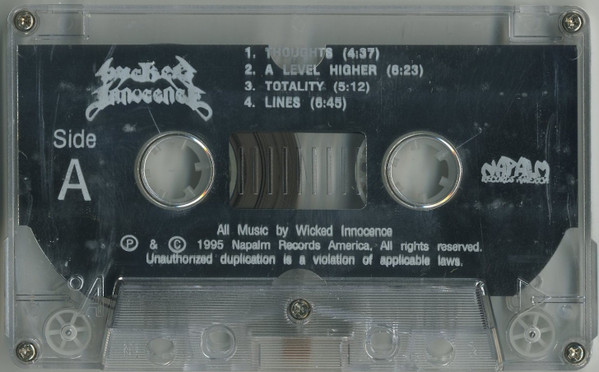 Wicked
Innocence
1. THOUGHTS (4:37)
2. A LEVEL HIGHER (6:23)
3. TOTALITY (5:12)
4. LINES (6:45)
Side
A
NAPALM
All Music by Wicked Innocence
Ⓟ & © 1995 Napalm Records America, All rights reserved.
Unauthorized duplication is a violation of applicable laws.